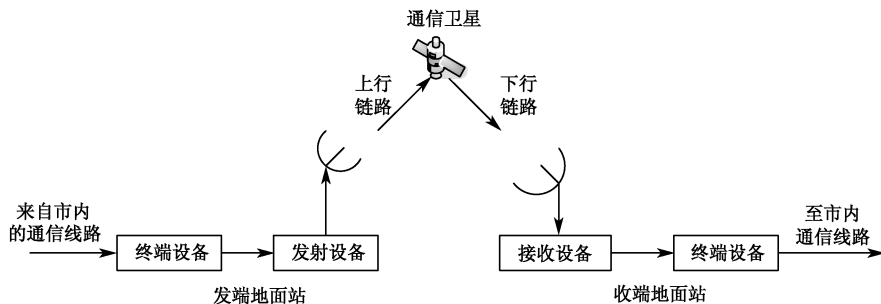 通信卫星
上行
链路
下行
链路
来自市内
的通信线路
终端设备
发射设备
发端地面站
接收设备
终端设备
收端地面站
至市内
通信线路